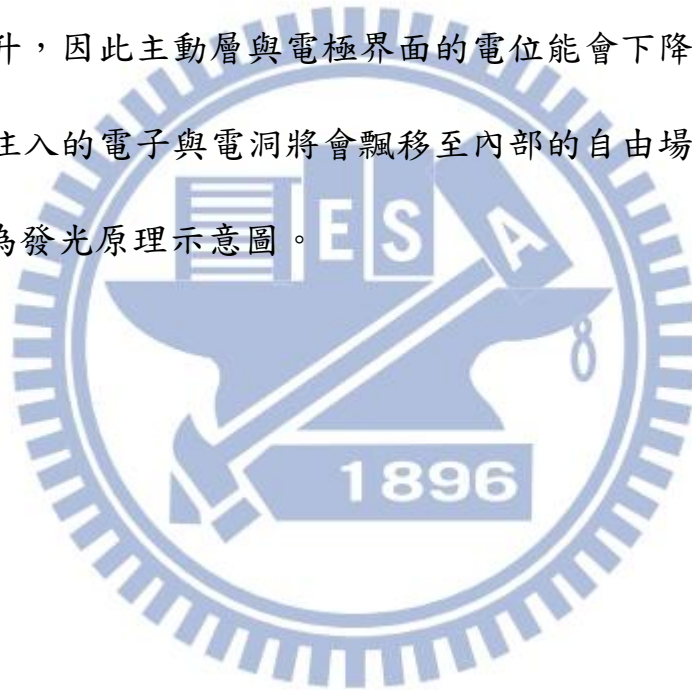 升，因此主動層與電極界面的電位能會下降
注入的電子與電洞將會飄移至內部的自由場
為發光原理示意圖。
E S A
1896